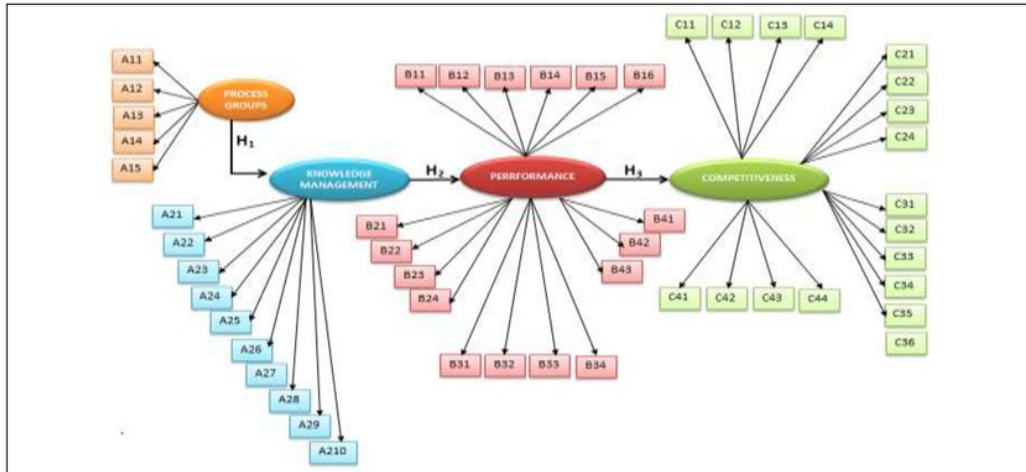 C11 C12 C13 C14
A11
A12
A13
A14
A15
PROCESS
GROUPS
H1
B11 B12 B13 B14 B15 B16
C21
C22
C23
C24
KNOWLEDGE
MANAGEMENT
H2
PERRFORMANCE
H3
COMPETITIVENESS
A21
A22
A23
A24
A25
A26
A27
A28
A29
A210
B21
B22
B23
B24
B41
B42
B43
B31 B32 B33 B34
C31
C32
C33
C34
C35
C36
C41 C42 C43 C44